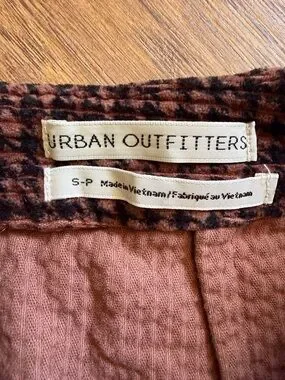 URBAN OUTFITTERS
S-P Made in Vietnam/Fabriqué au Vietnam